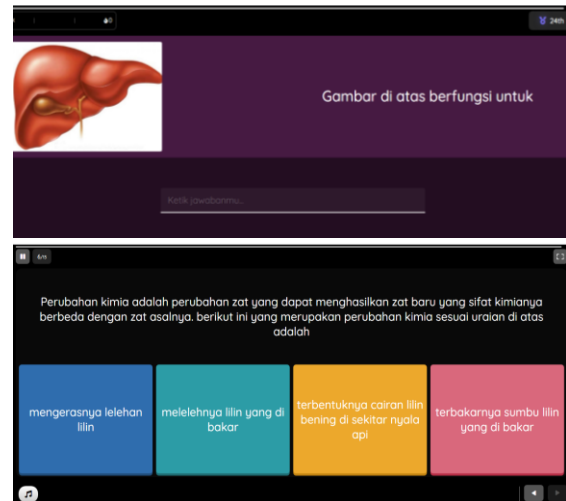 0
24th
Gambar di atas berfungsi untuk
Ketik jawabanmu...
6/11
Perubahan kimia adalah perubahan zat yang dapat menghasilkan zat baru yang sifat kimianya
berbeda dengan zat asalnya. berikut ini yang merupakan perubahan kimia sesuai uraian di atas
adalah
mengerasnya lelehan
lilin
melelehnya lilin yang di
bakar
terbentuknya cairan lilin
bening di sekitar nyala
api
terbakarnya sumbu lilin
yang di bakar